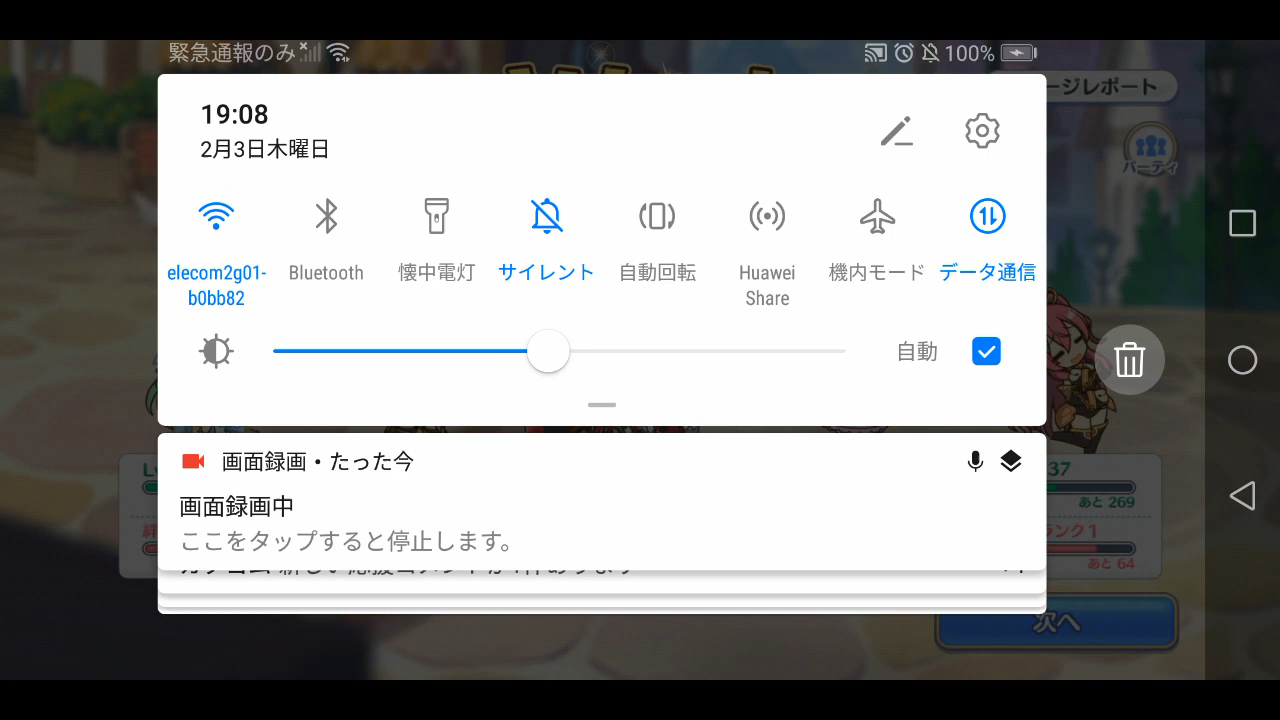 緊急通報のみ
100%
ージレポート
19:08
2月3日木曜日
パーティ
elecom2g01-
b0bb82
Bluetooth
懐中電灯
サイレント
自動回転
Huawei
Share
機内モード
データ通信
自動
画面録画・たった今
37
あと 269
画面録画中
ここをタップすると停止します。
ランク1
あと 64
次へ